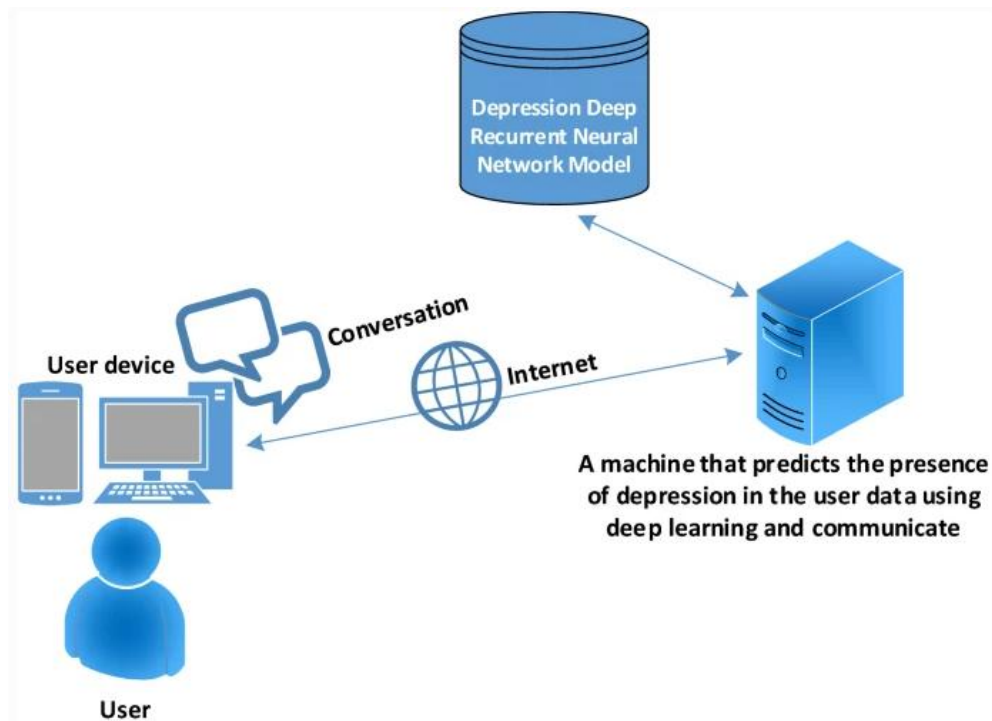 Depression Deep
Recurrent Neural
Network Model
Conversation
User device
Internet
A machine that predicts the presence
of depression in the user data using
deep learning and communicate
User